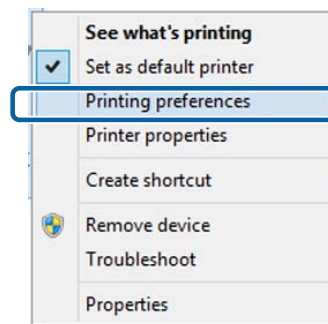 See what's printing
Set as default printer
Printing preferences
Printer properties
Create shortcut
Remove device
Troubleshoot
Properties